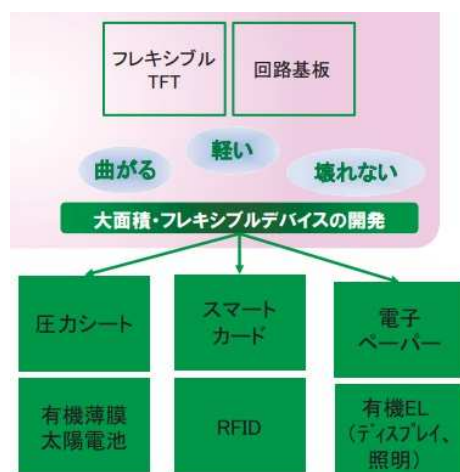 フレキシブル
TFT
回路基板
曲がる
軽い
壊れない
大面積・フレキシブルデバイスの開発
圧力シート
スマート
カード
電子
ペーパー
有機薄膜
太陽電池
RFID
有機EL
(ディスプレイ、
照明)